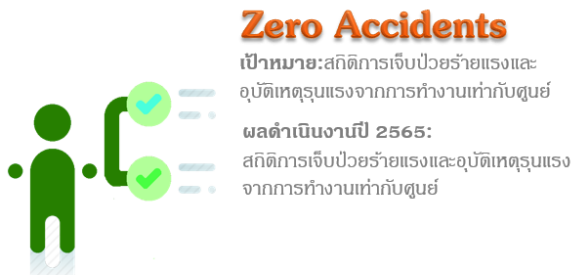 Zero Accidents
เป้าหมาย:สถิติการเจ็บป่วยร้ายแรงและ
อุบัติเหตุรุนแรงจากการทำงานเท่ากับศูนย์
ผลดำเนินงานปี 2565:
สถิติการเจ็บป่วยร้ายแรงและอุบัติเหตุรุนแรง
จากการทำงานเท่ากับศูนย์